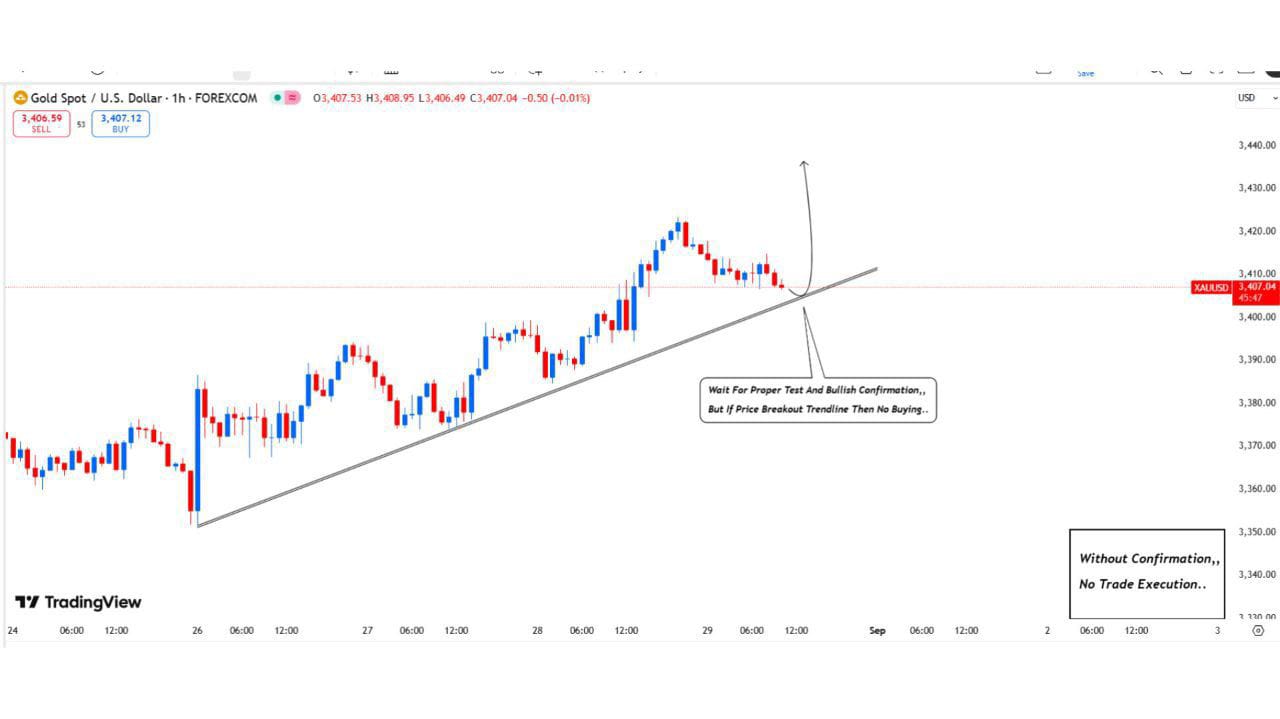 Save
Gold Spot / U.S. Dollar · 1h · FOREXCOM
O3,407.53 H3,408.95 L3,406.49 C3,407.04 −0.50 (−0.01%)
USD
3,406.59
SELL
53
3,407.12
BUY
3,440.00
3,430.00
3,420.00
3,410.00
XAUUSD
3,407.04
45:47
3,400.00
3,390.00
3,380.00
3,370.00
3,360.00
3,350.00
3,340.00
3,330.00
Wait For Proper Test And Bullish Confirmation,,
But If Price Breakout Trendline Then No Buying..
Without Confirmation,,
No Trade Execution..
TradingView
24 06:00 12:00 26 06:00 12:00 27 06:00 12:00 28 06:00 12:00 29 06:00 12:00 Sep 06:00 12:00 2 06:00 12:00 3